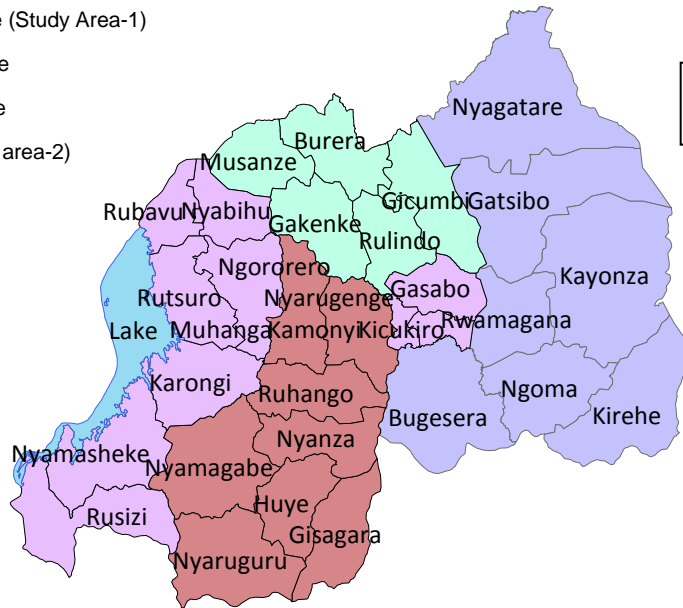 e (Study Area-1)
e
e
area-2)
Nyagatare
Burera
Musanze
Gicumbi
Gatsibo
Rubavu
Nyabihu
Gakenke
Rulindo
Ngororero
Kayonza
Gasabo
Rutsuro
Nyarugenge
Lake
Muhanga
Kamonyi
Kicukiro
Rwamagana
Karongi
Ruhango
Ngoma
Bugesera
Kirehe
Nyanza
Nyamasheke
Nyamagabe
Huye
Rusizi
Gisagara
Nyaruguru